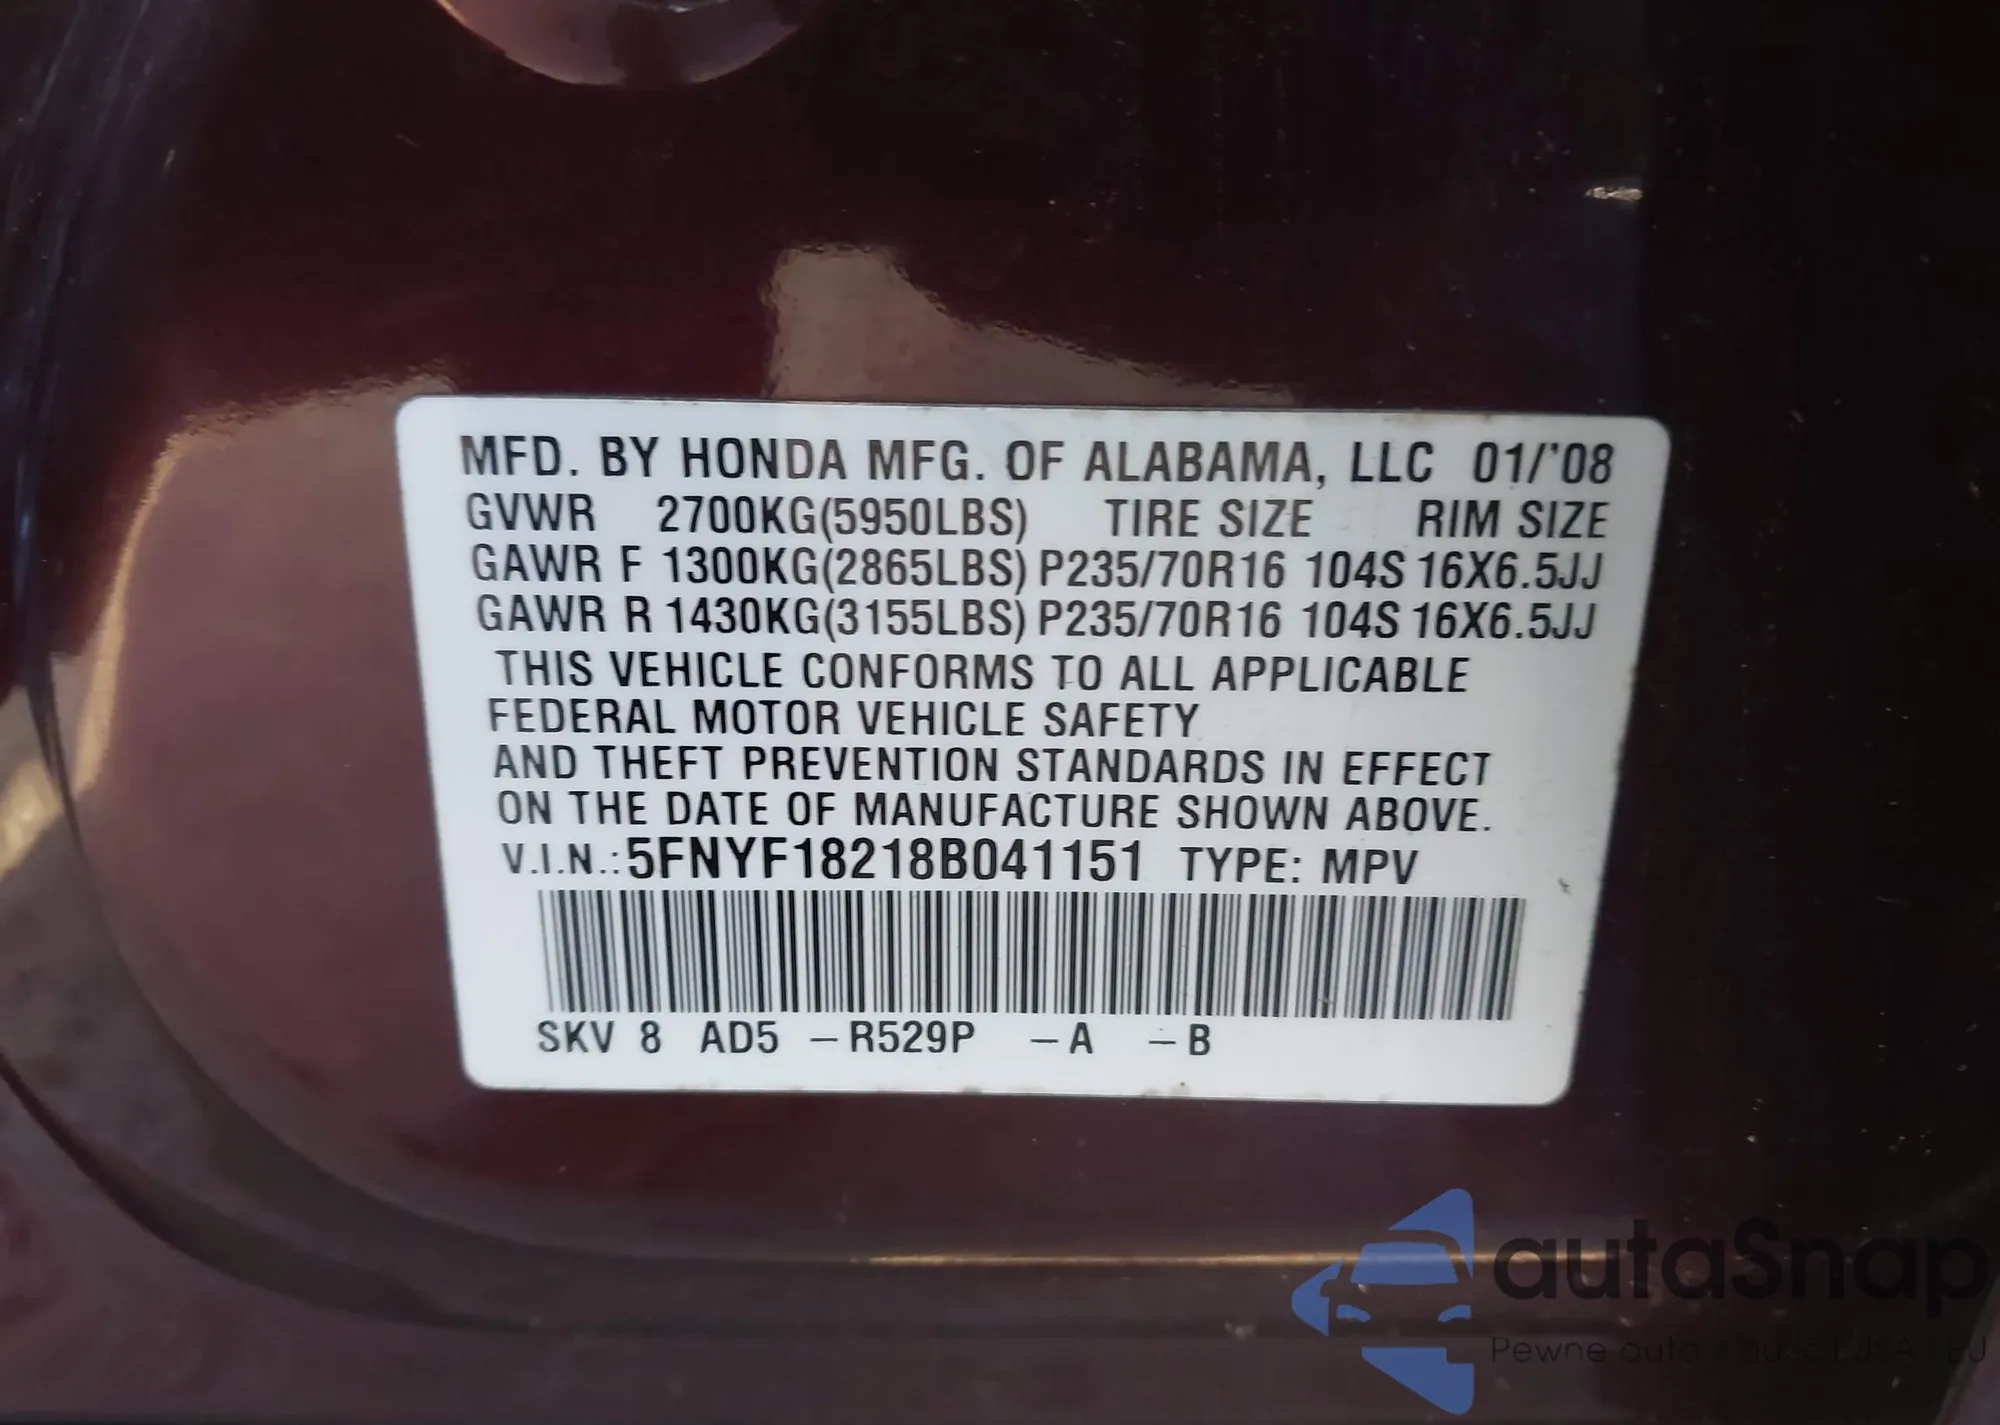 MFD. BY HONDA MFG. OF ALABAMA, LLC 01/'08
GVWR 2700KG(5950LBS) TIRE SIZE RIM SIZE
GAWR F 1300KG(2865LBS) P235/70R16 104S 16X6.5JJ
GAWR R 1430KG(3155LBS) P235/70R16 104S 16X6.5JJ
THIS VEHICLE CONFORMS TO ALL APPLICABLE
FEDERAL MOTOR VEHICLE SAFETY
AND THEFT PREVENTION STANDARDS IN EFFECT
ON THE DATE OF MANUFACTURE SHOWN ABOVE.
V.I.N.: 5FNYF18218B041151 TYPE: MPV
SKV 8 AD5 –R529P –A –B
autaSnap
Pewne auta z